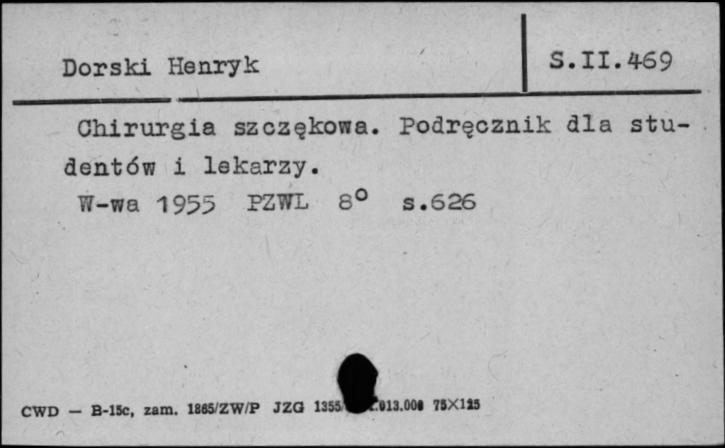 Dorski Henryk
S.II.469
Chirurgia szczękowa. Podręcznik dla stu-
dentów i lekarzy.
W-wa 1955 PZWL 8° s.626
CWD — B-15c, zam. 1865/ZW/P JZG 1355 .013.000 75X125